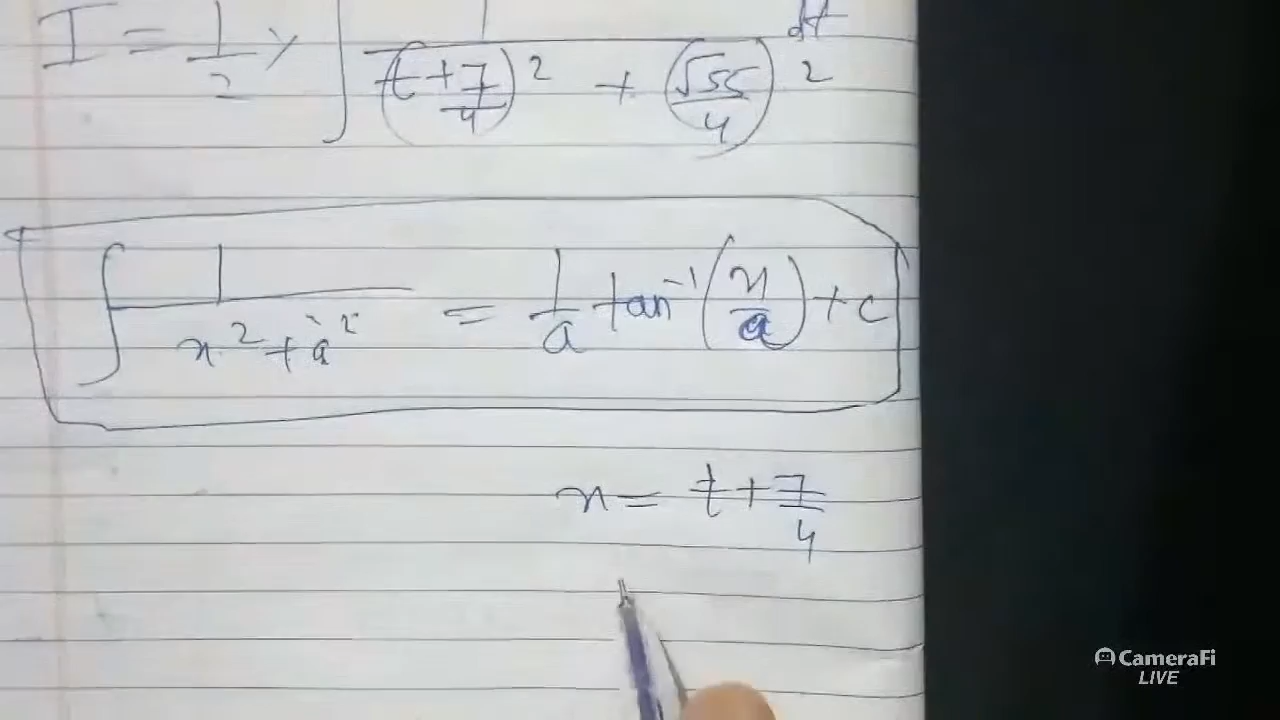 I = 1/2 × ∫ 1/((t+7/4)² + (√55/4)²) dt
∫ 1/(x²+a²) = 1/a tan⁻¹(x/a) + c
x = t + 7/4
CameraFi
LIVE